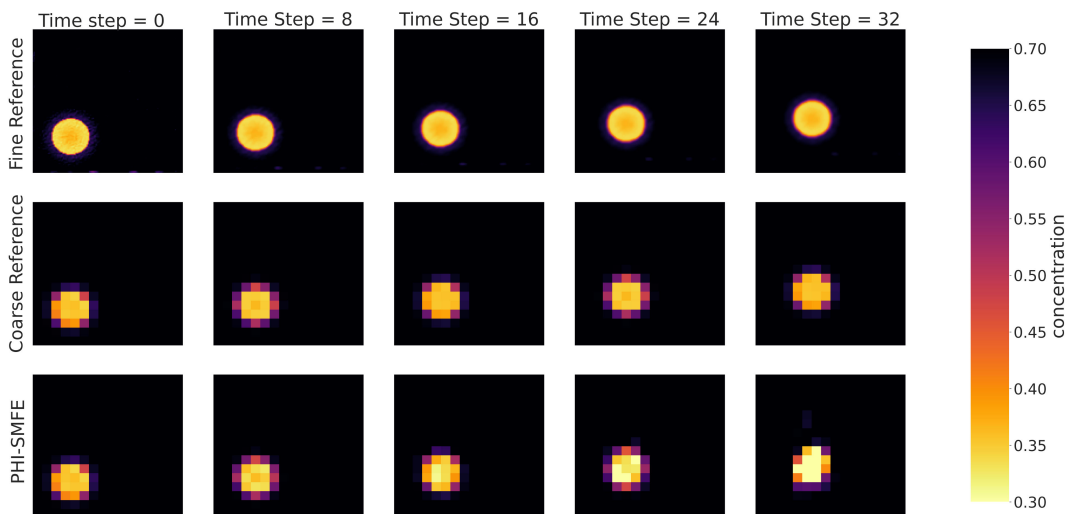 Time Step = 0
Time Step = 8
Time Step = 16
Time Step = 24
Time Step = 32
Fine Reference
Coarse Reference
PHI-SMFE
0.70
0.65
0.60
0.55
0.50
0.45
0.40
0.35
0.30
concentration